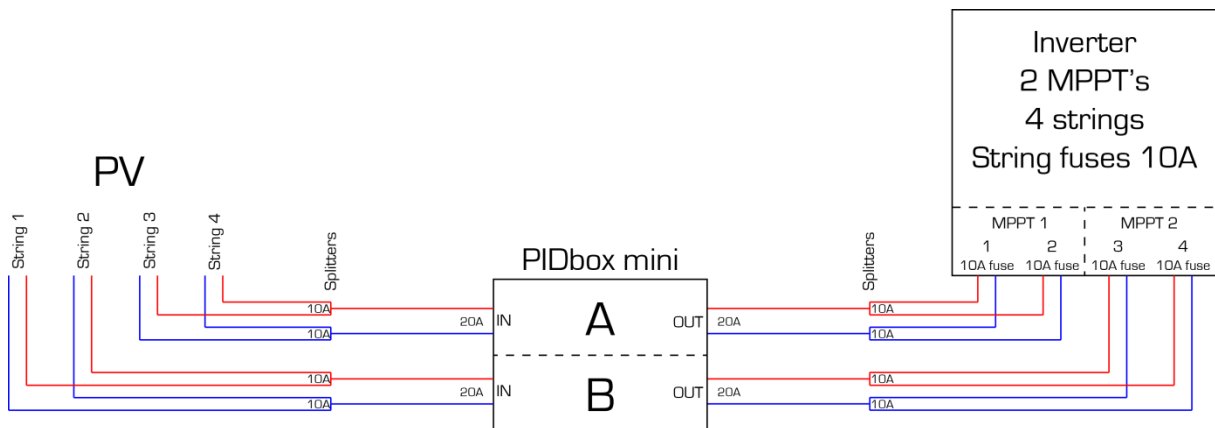 Inverter
2 MPPT's
4 strings
String fuses 10A
MPPT 1
MPPT 2
1
2
3
4
10A fuse
10A fuse
10A fuse
10A fuse
PV
String 1
String 2
String 3
String 4
Splitters
PIDbox mini
Splitters
10A
10A
20A
IN
A
OUT
20A
10A
10A
10A
10A
20A
IN
B
OUT
20A
10A
10A